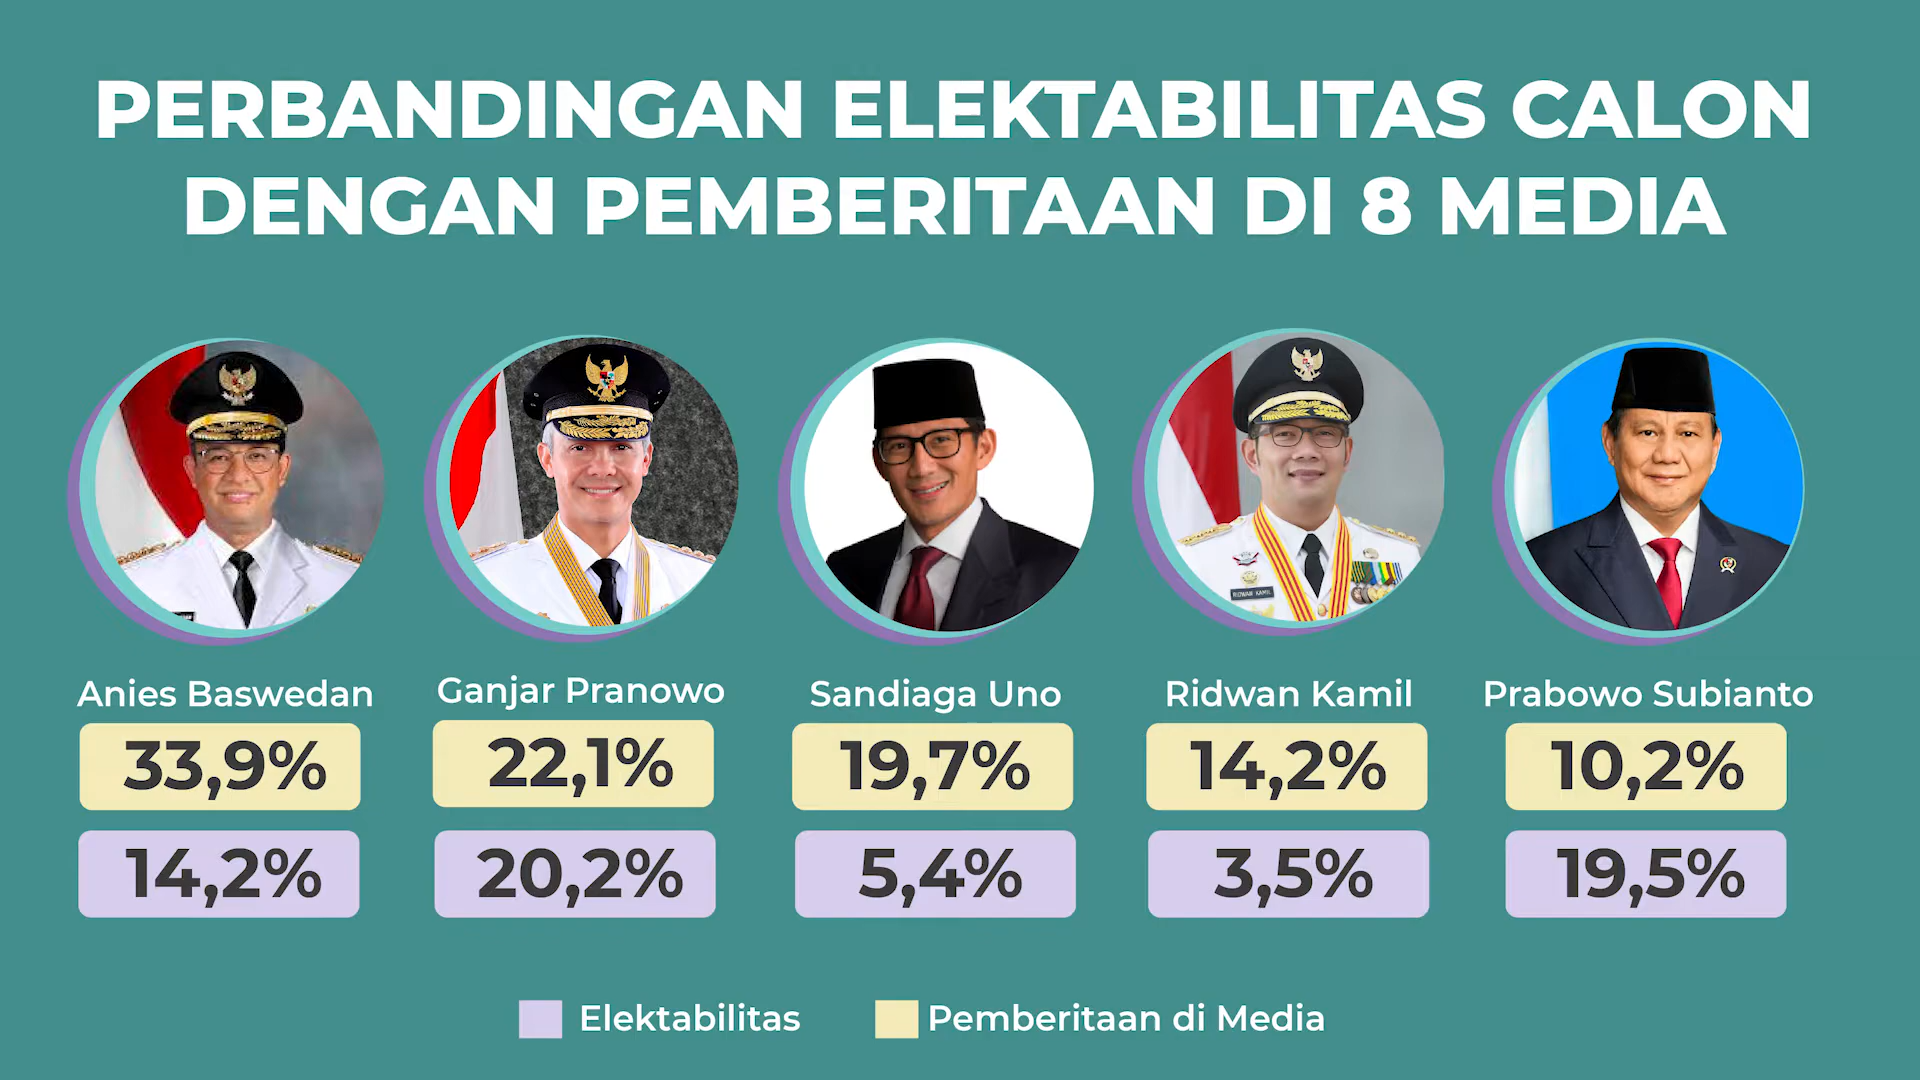 PERBANDINGAN ELEKTABILITAS CALON
DENGAN PEMBERITAAN DI 8 MEDIA
RIDWAN KAMIL
Anies Baswedan
Ganjar Pranowo
Sandiaga Uno
Ridwan Kamil
Prabowo Subianto
33,9%
22,1%
19,7%
14,2%
10,2%
14,2%
20,2%
5,4%
3,5%
19,5%
Elektabilitas
Pemberitaan di Media